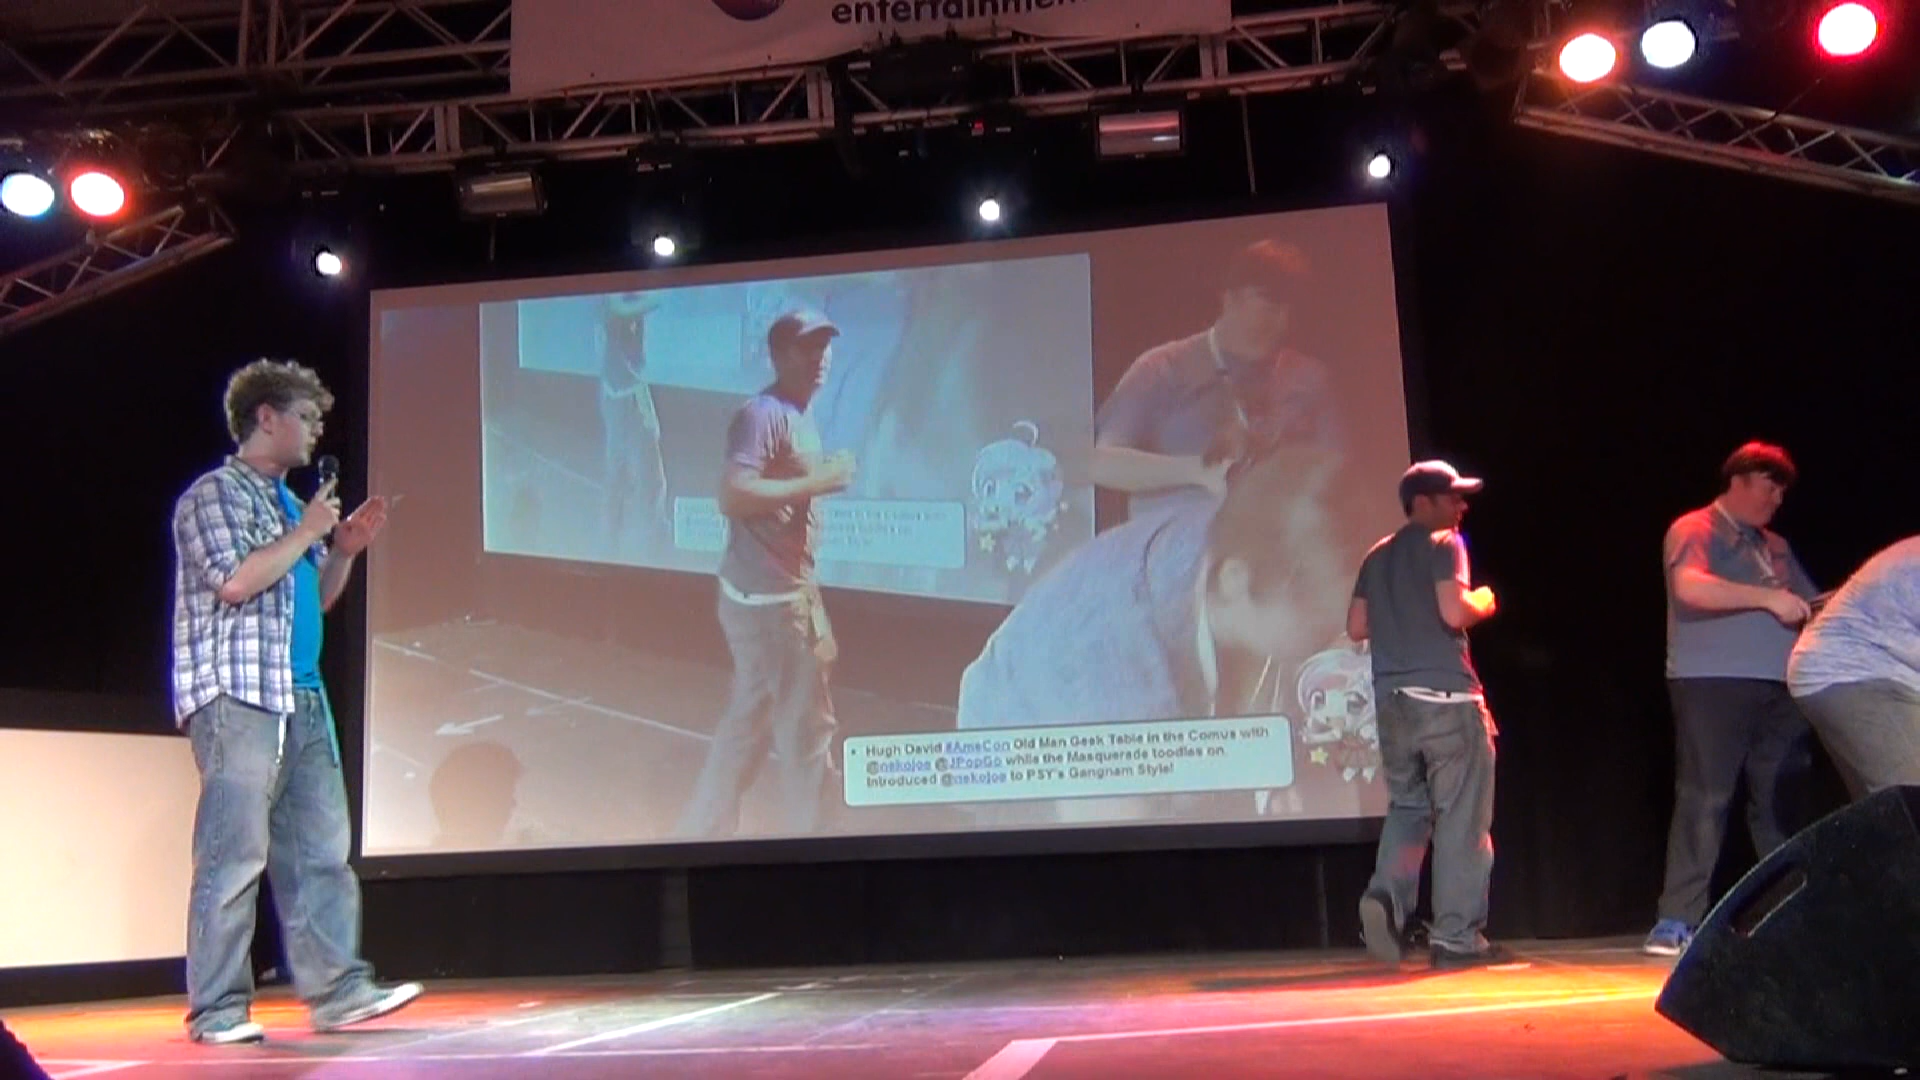 entertainment
Hugh David #AmeCon Old Man Geek Table in the Comus with
@nekojoe @JPopGo while the Masquerade toodles on.
Introduced @nekojoe to PSY's Gangnam Style!